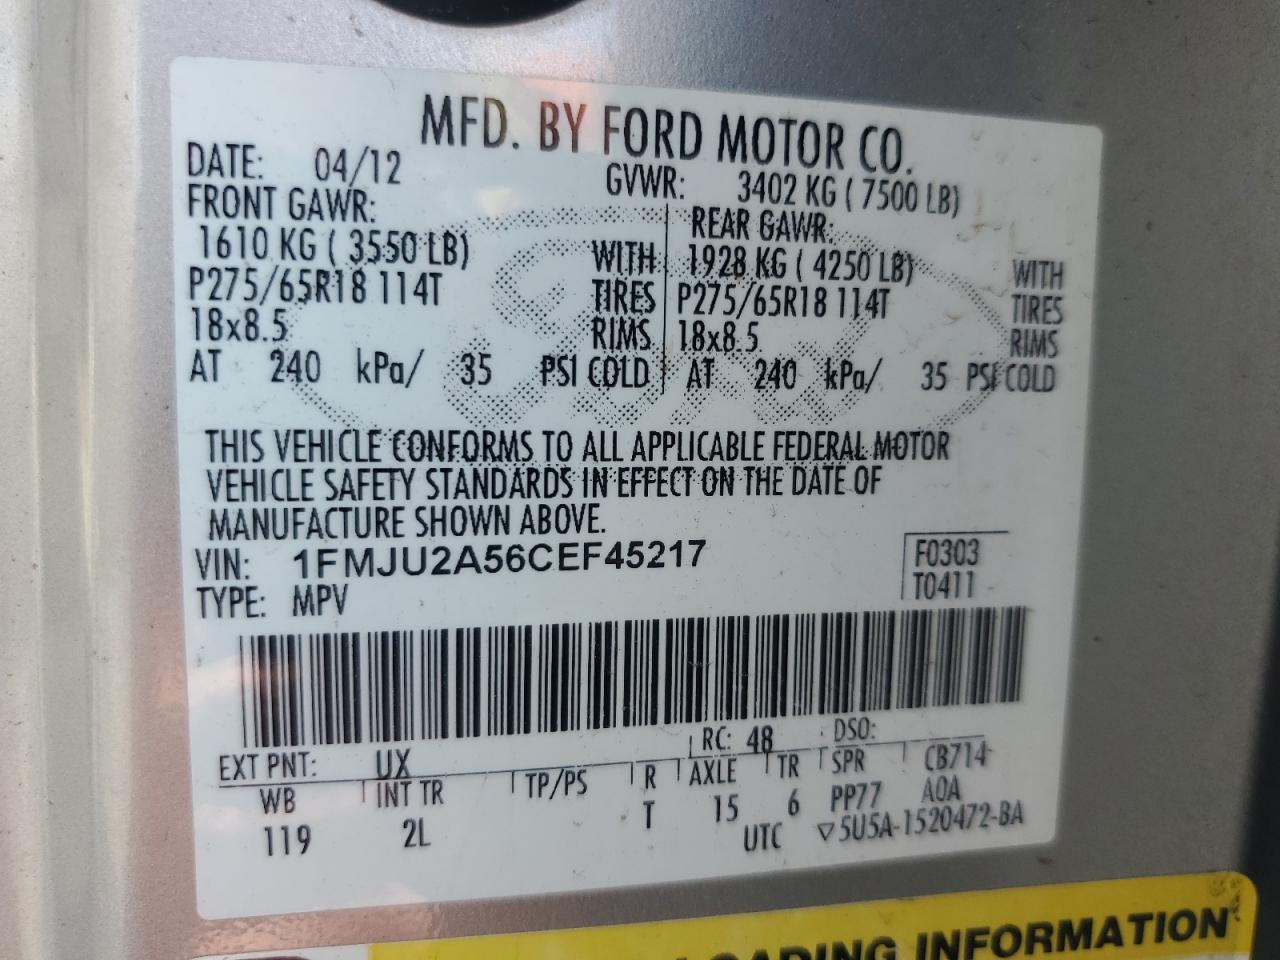 MFD. BY FORD MOTOR CO.
DATE: 04/12 GVWR: 3402 KG ( 7500 LB)
FRONT GAWR: REAR GAWR:
1610 KG ( 3550 LB) WITH 1928 KG ( 4250 LB) WITH
P275/65R18 114T TIRES P275/65R18 114T TIRES
18x8.5 RIMS 18x8.5 RIMS
AT 240 kPa/ 35 PSI COLD AT 240 kPa/ 35 PSI COLD
THIS VEHICLE CONFORMS TO ALL APPLICABLE FEDERAL MOTOR
VEHICLE SAFETY STANDARDS IN EFFECT ON THE DATE OF
MANUFACTURE SHOWN ABOVE.
VIN: 1FMJU2A56CEF45217 F0303
TYPE: MPV T0411
EXT PNT: UX RC: 48 DSO:
WB INT TR TP/PS R AXLE TR SPR CB714
119 2L T 15 6 PP77 A0A
UTC ▽5U5A-1520472-BA
LOADING INFORMATION